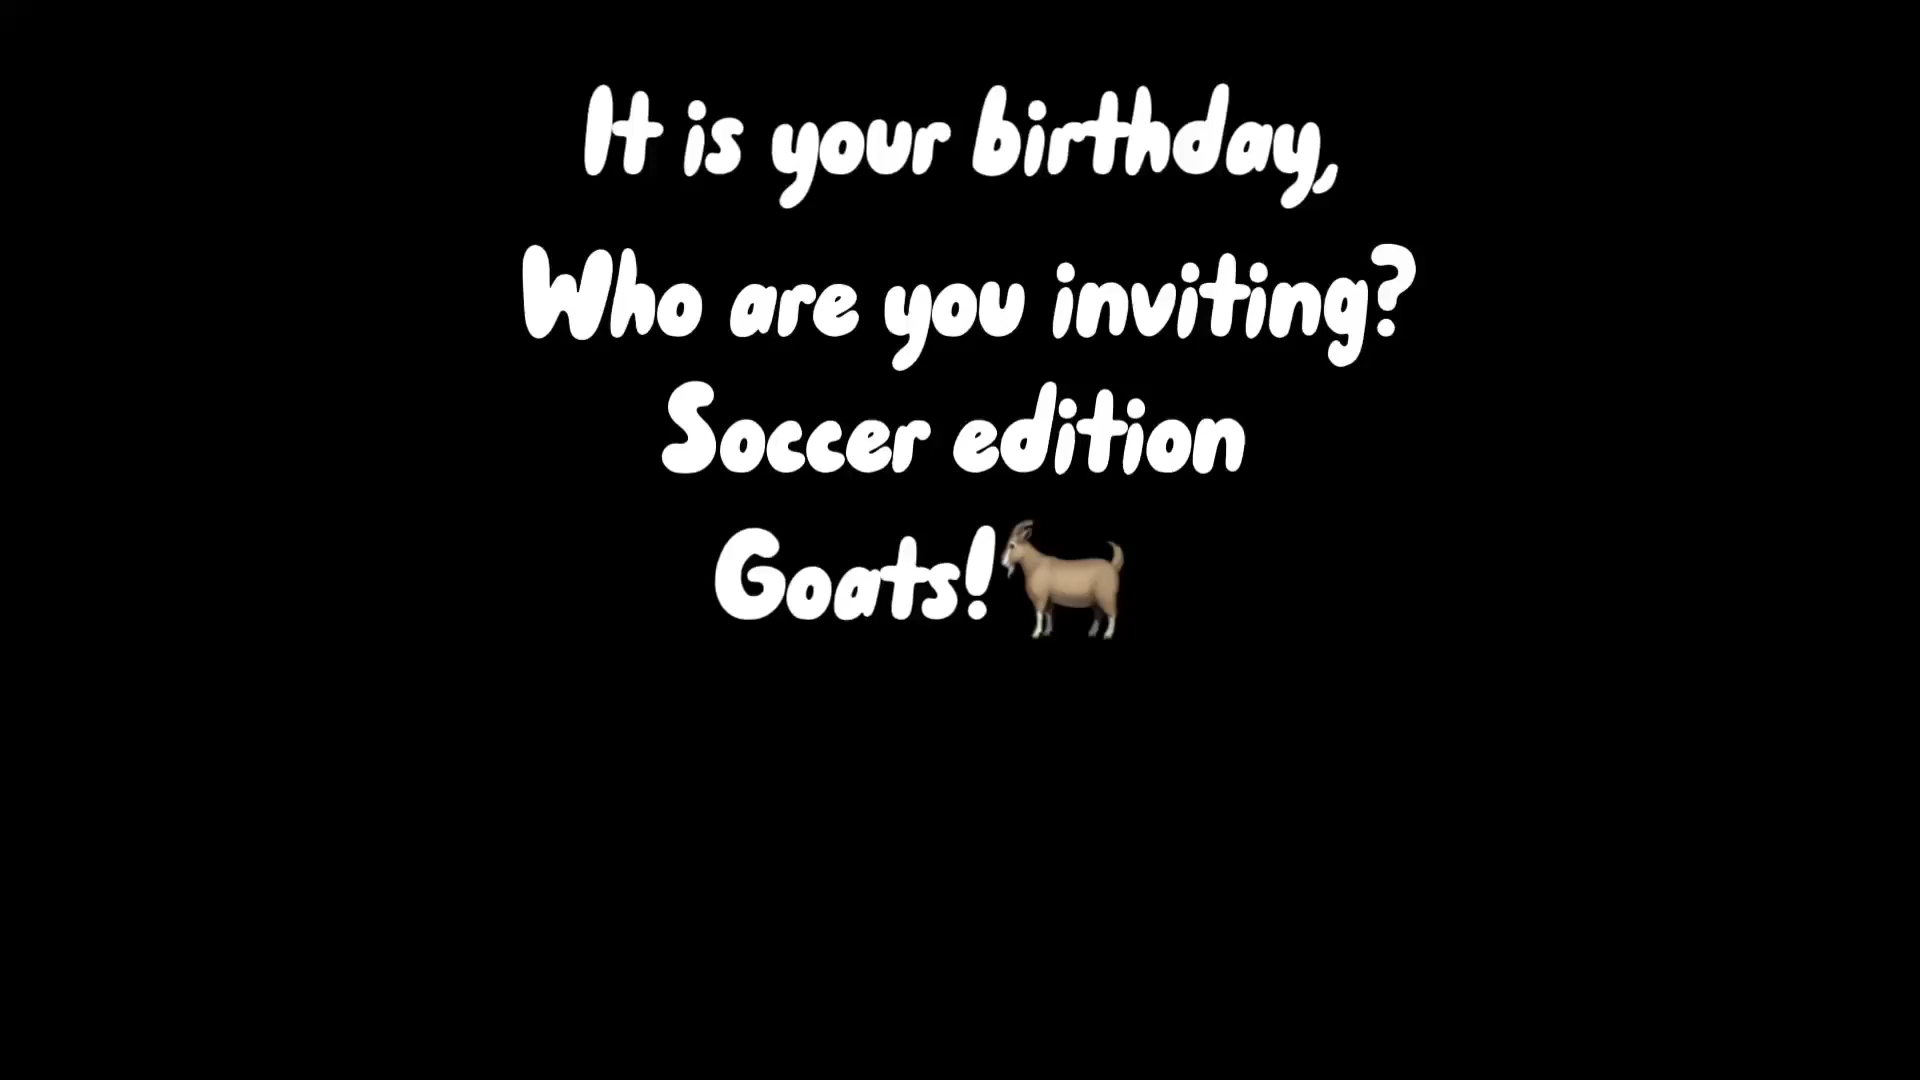 It is your birthday,
Who are you inviting?
Soccer edition
Goats!🐐